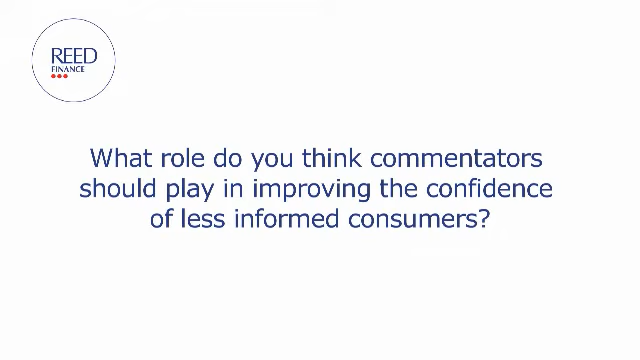 REED
FINANCE
What role do you think commentators
should play in improving the confidence
of less informed consumers?